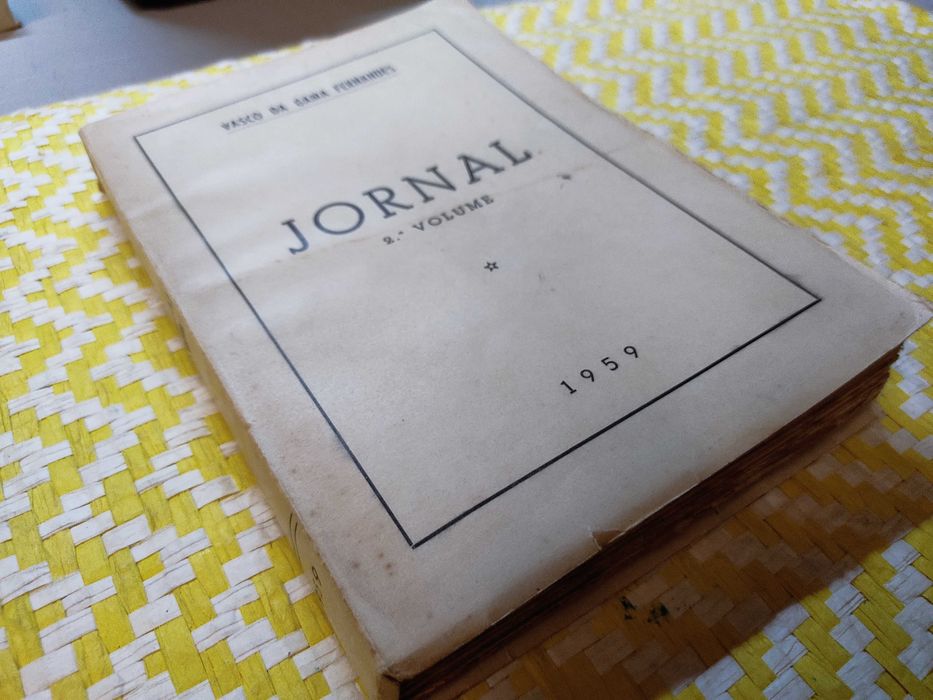 VASCO DA GAMA FERNANDES
JORNAL
2.º VOLUME
1959